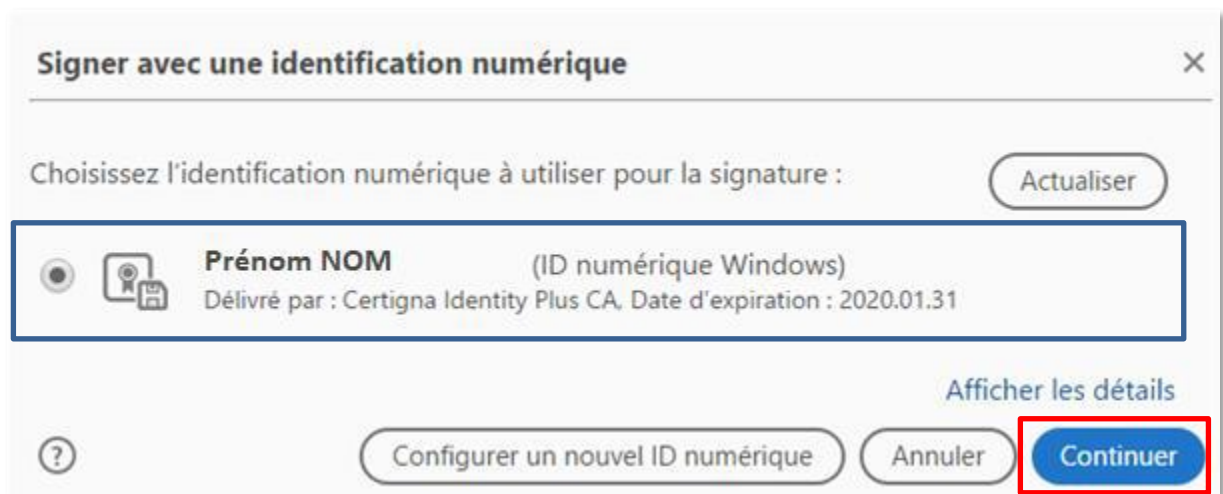 Signer avec une identification numérique
Choisissez l'identification numérique à utiliser pour la signature :
Actualiser
Prénom NOM (ID numérique Windows)
Délivré par : Certigna Identity Plus CA, Date d'expiration : 2020.01.31
Afficher les détails
? Configurer un nouvel ID numérique Annuler Continuer